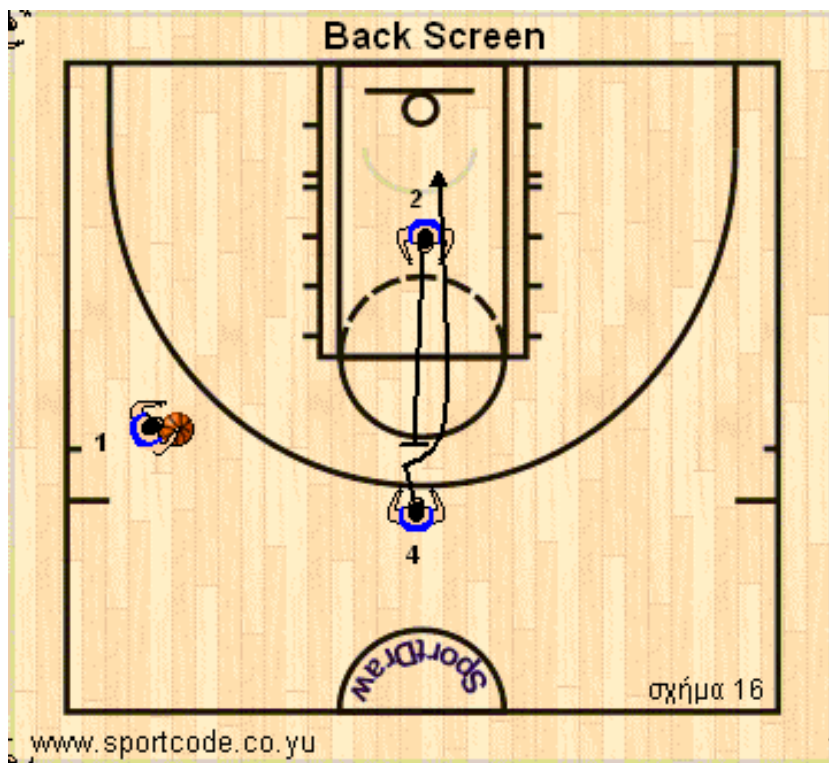 Back Screen
2
1
4
SportDraw
σχήμα 16
www.sportcode.co.yu